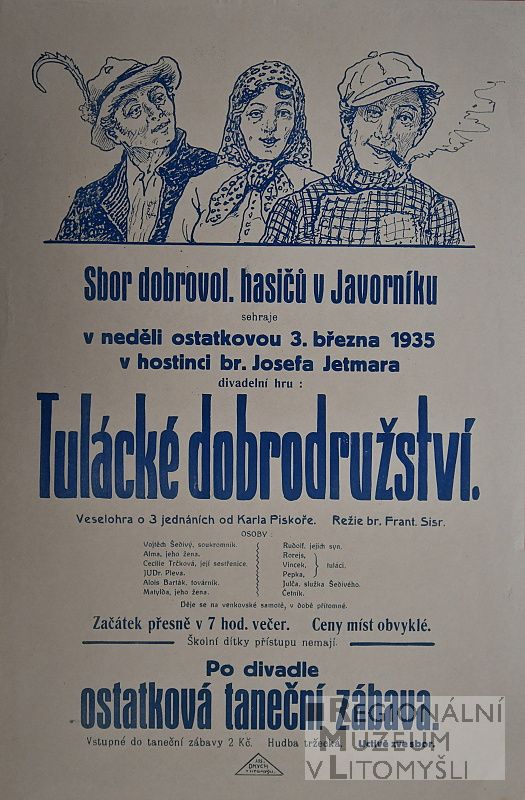 Sbor dobrovol. hasičů v Javorníku
sehraje
v neděli ostatkovou 3. března 1935
v hostinci br. Josefa Jetmara
divadelní hru :
Tulácké dobrodružství.
Veselohra o 3 jednáních od Karla Piskoře. Režie br. Frant. Sisr.
OSOBY :
Vojtěch Šedivý, soukromník.
Alma, jeho žena.
Cecilie Trčková, její sestřenice.
JUDr. Pleva.
Alois Barták, továrník.
Matylda, jeho žena.
Rudolf, jejich syn.
Rorejs,
Vincek,
Pepka,
tuláci.
Julča, služka Šedivého.
Četník.
Děje se na venkovské samotě, v době přítomné.
Začátek přesně v 7 hod. večer. Ceny míst obvyklé.
Školní dítky přístupu nemají.
Po divadle
ostatková taneční zábava.
Vstupné do taneční zábavy 2 Kč. Hudba tržecká. Uctivě zve sbor.
REGIONÁLNÍ
MUZEUM
V LITOMYŠLI